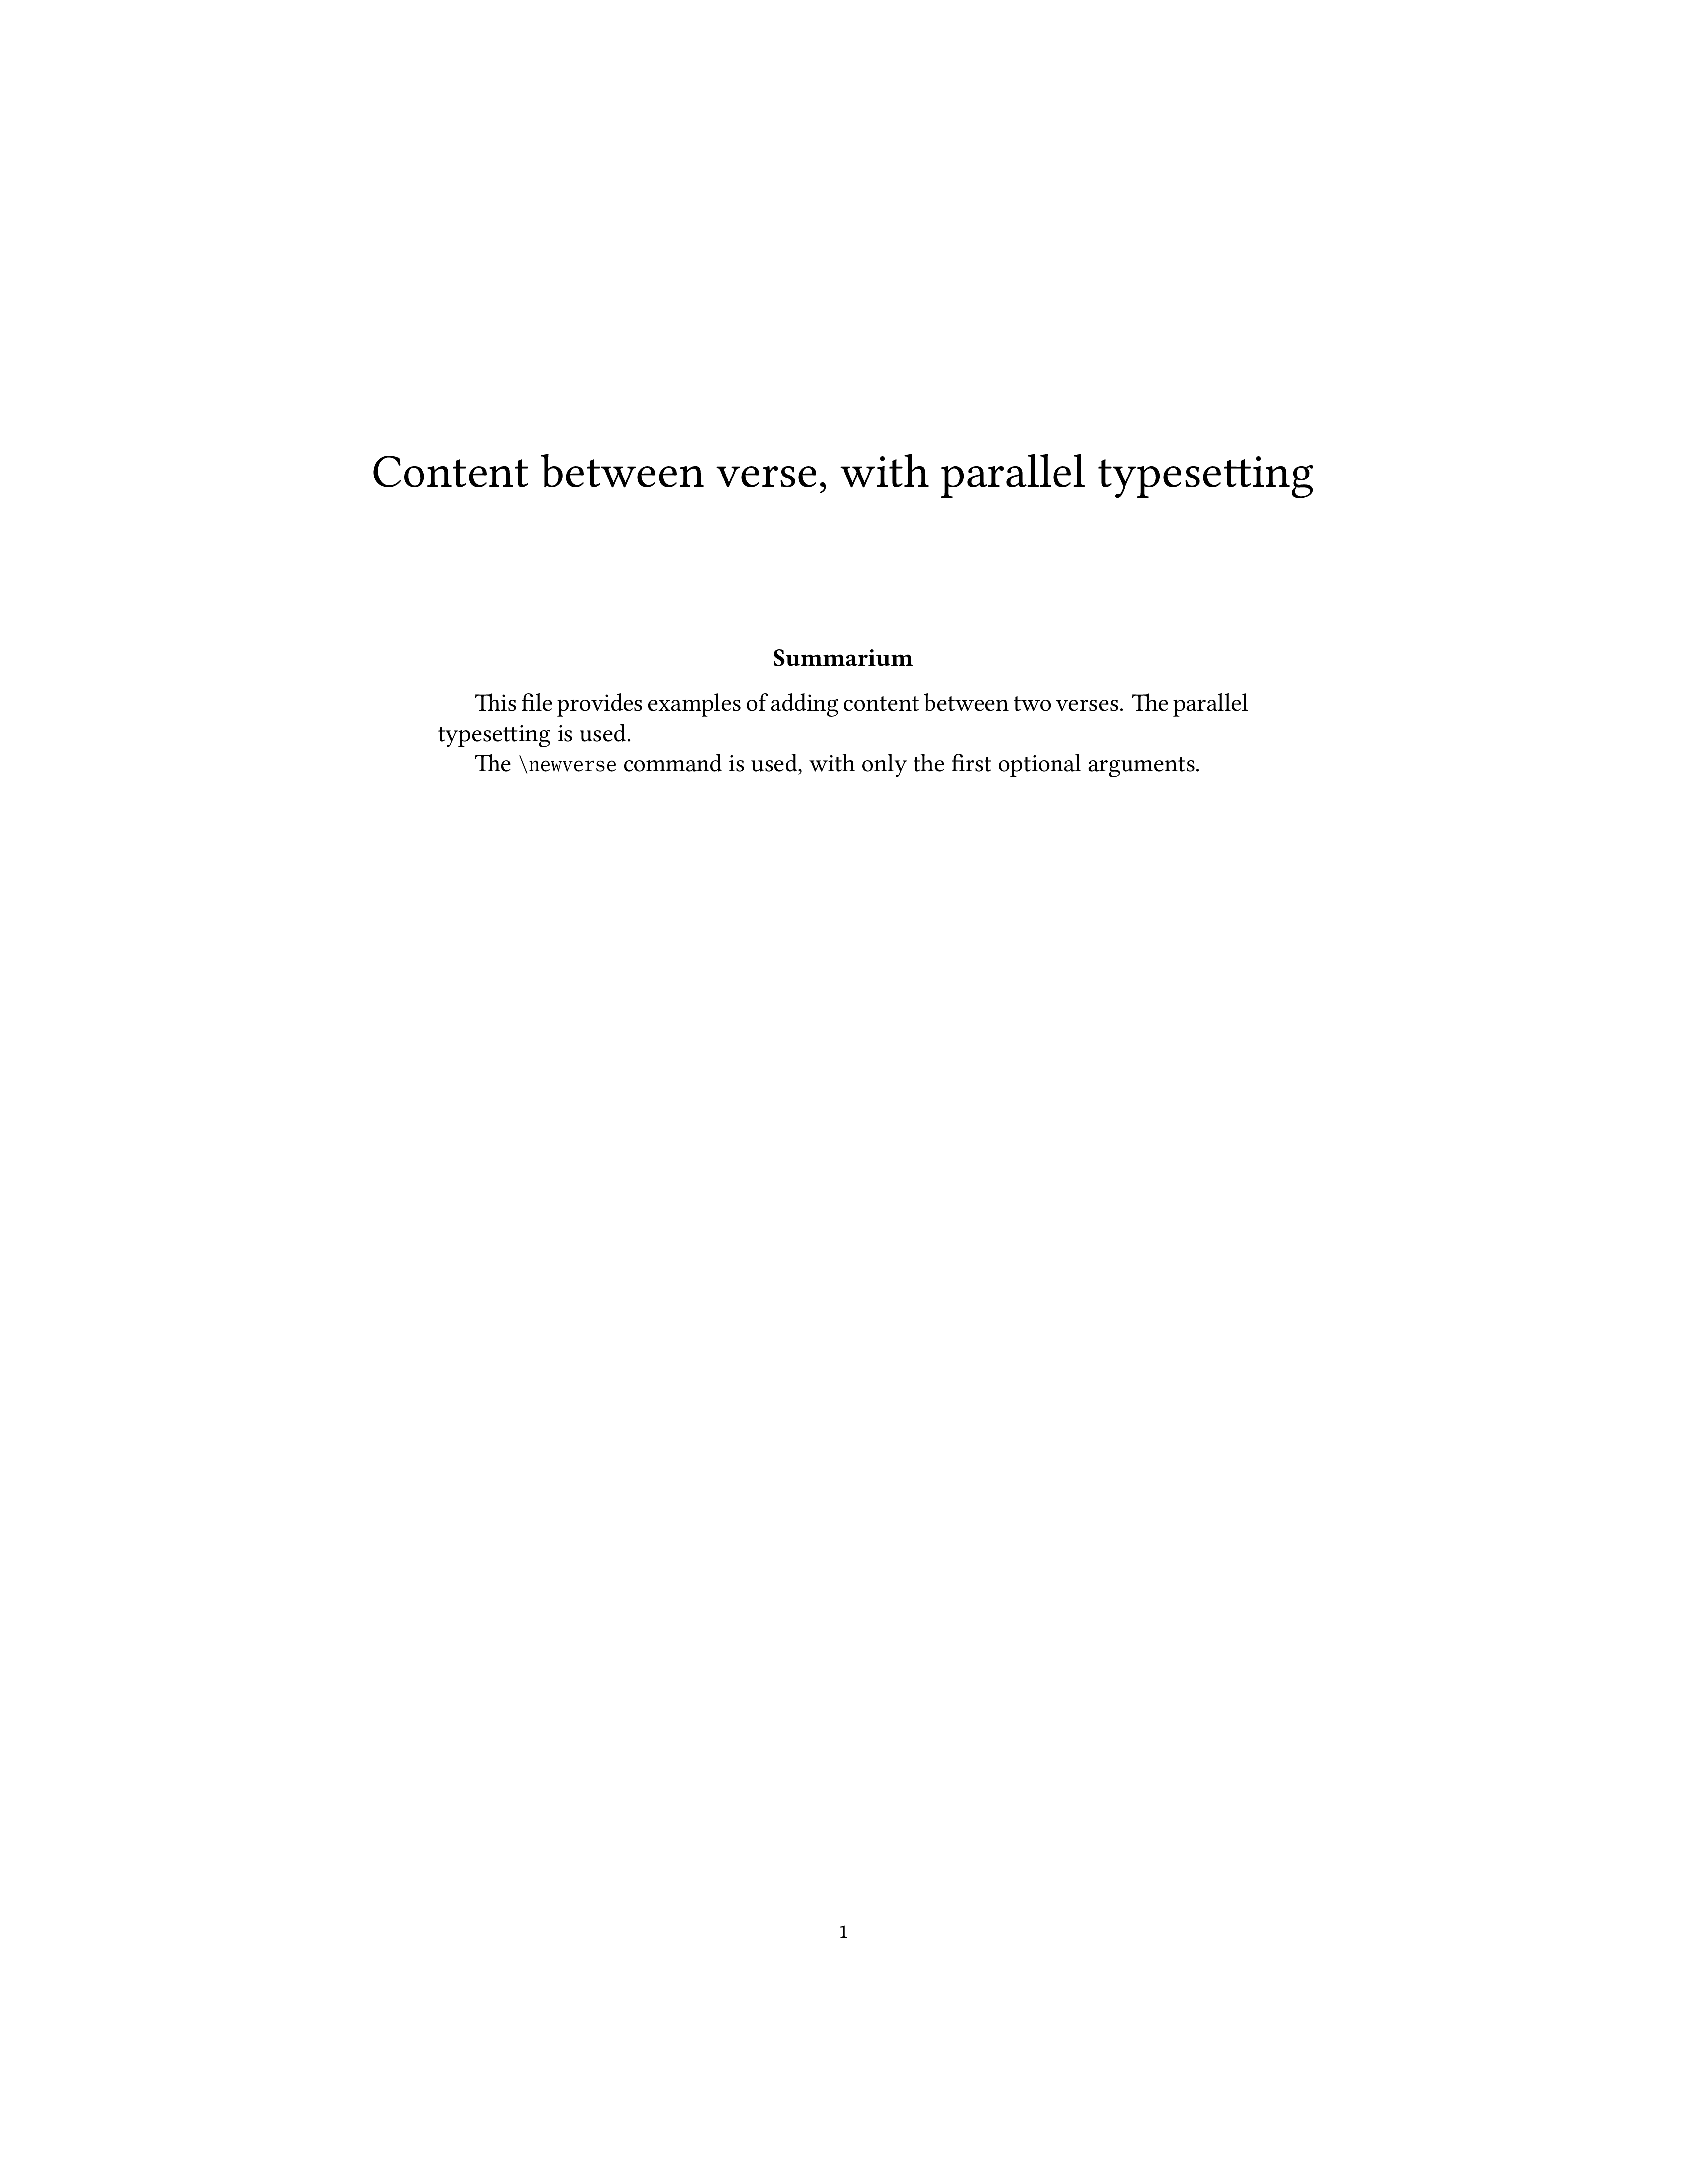 Content between verse, with parallel typesetting
Summarium
This file provides examples of adding content between two verses. The parallel
typesetting is used.
The \newverse command is used, with only the first optional arguments.
1